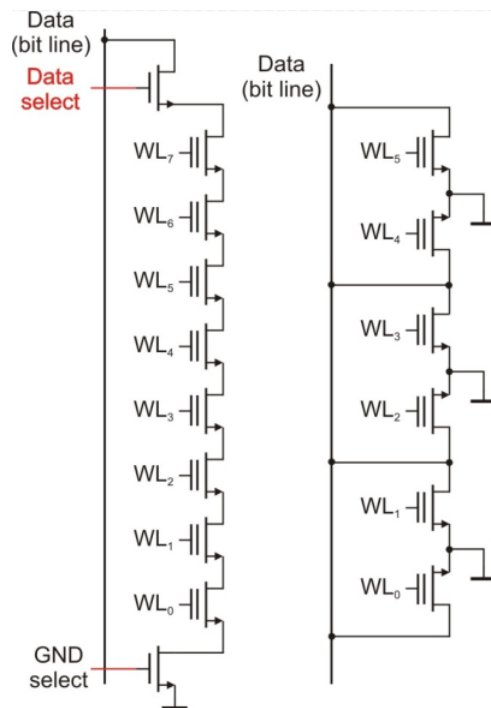 Data
(bit line)
Data
select
WL₇
WL₆
WL₅
WL₄
WL₃
WL₂
WL₁
WL₀
GND
select
Data
(bit line)
WL₅
WL₄
WL₃
WL₂
WL₁
WL₀